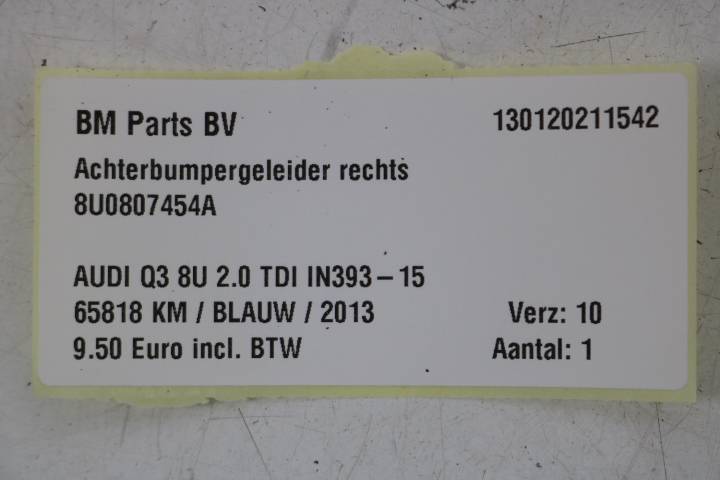 BM Parts BV 130120211542
Achterbumpergeleider rechts
8U0807454A
AUDI Q3 8U 2.0 TDI IN393-15
65818 KM / BLAUW / 2013 Verz: 10
9.50 Euro incl. BTW Aantal: 1